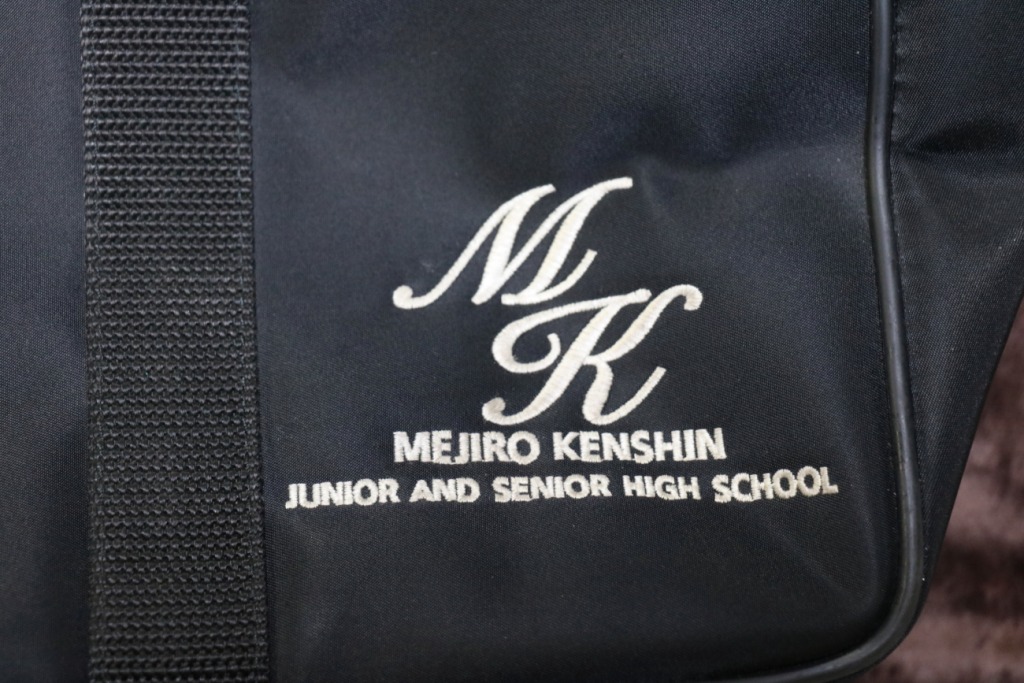 MK
MEJIRO KENSHIN
JUNIOR AND SENIOR HIGH SCHOOL